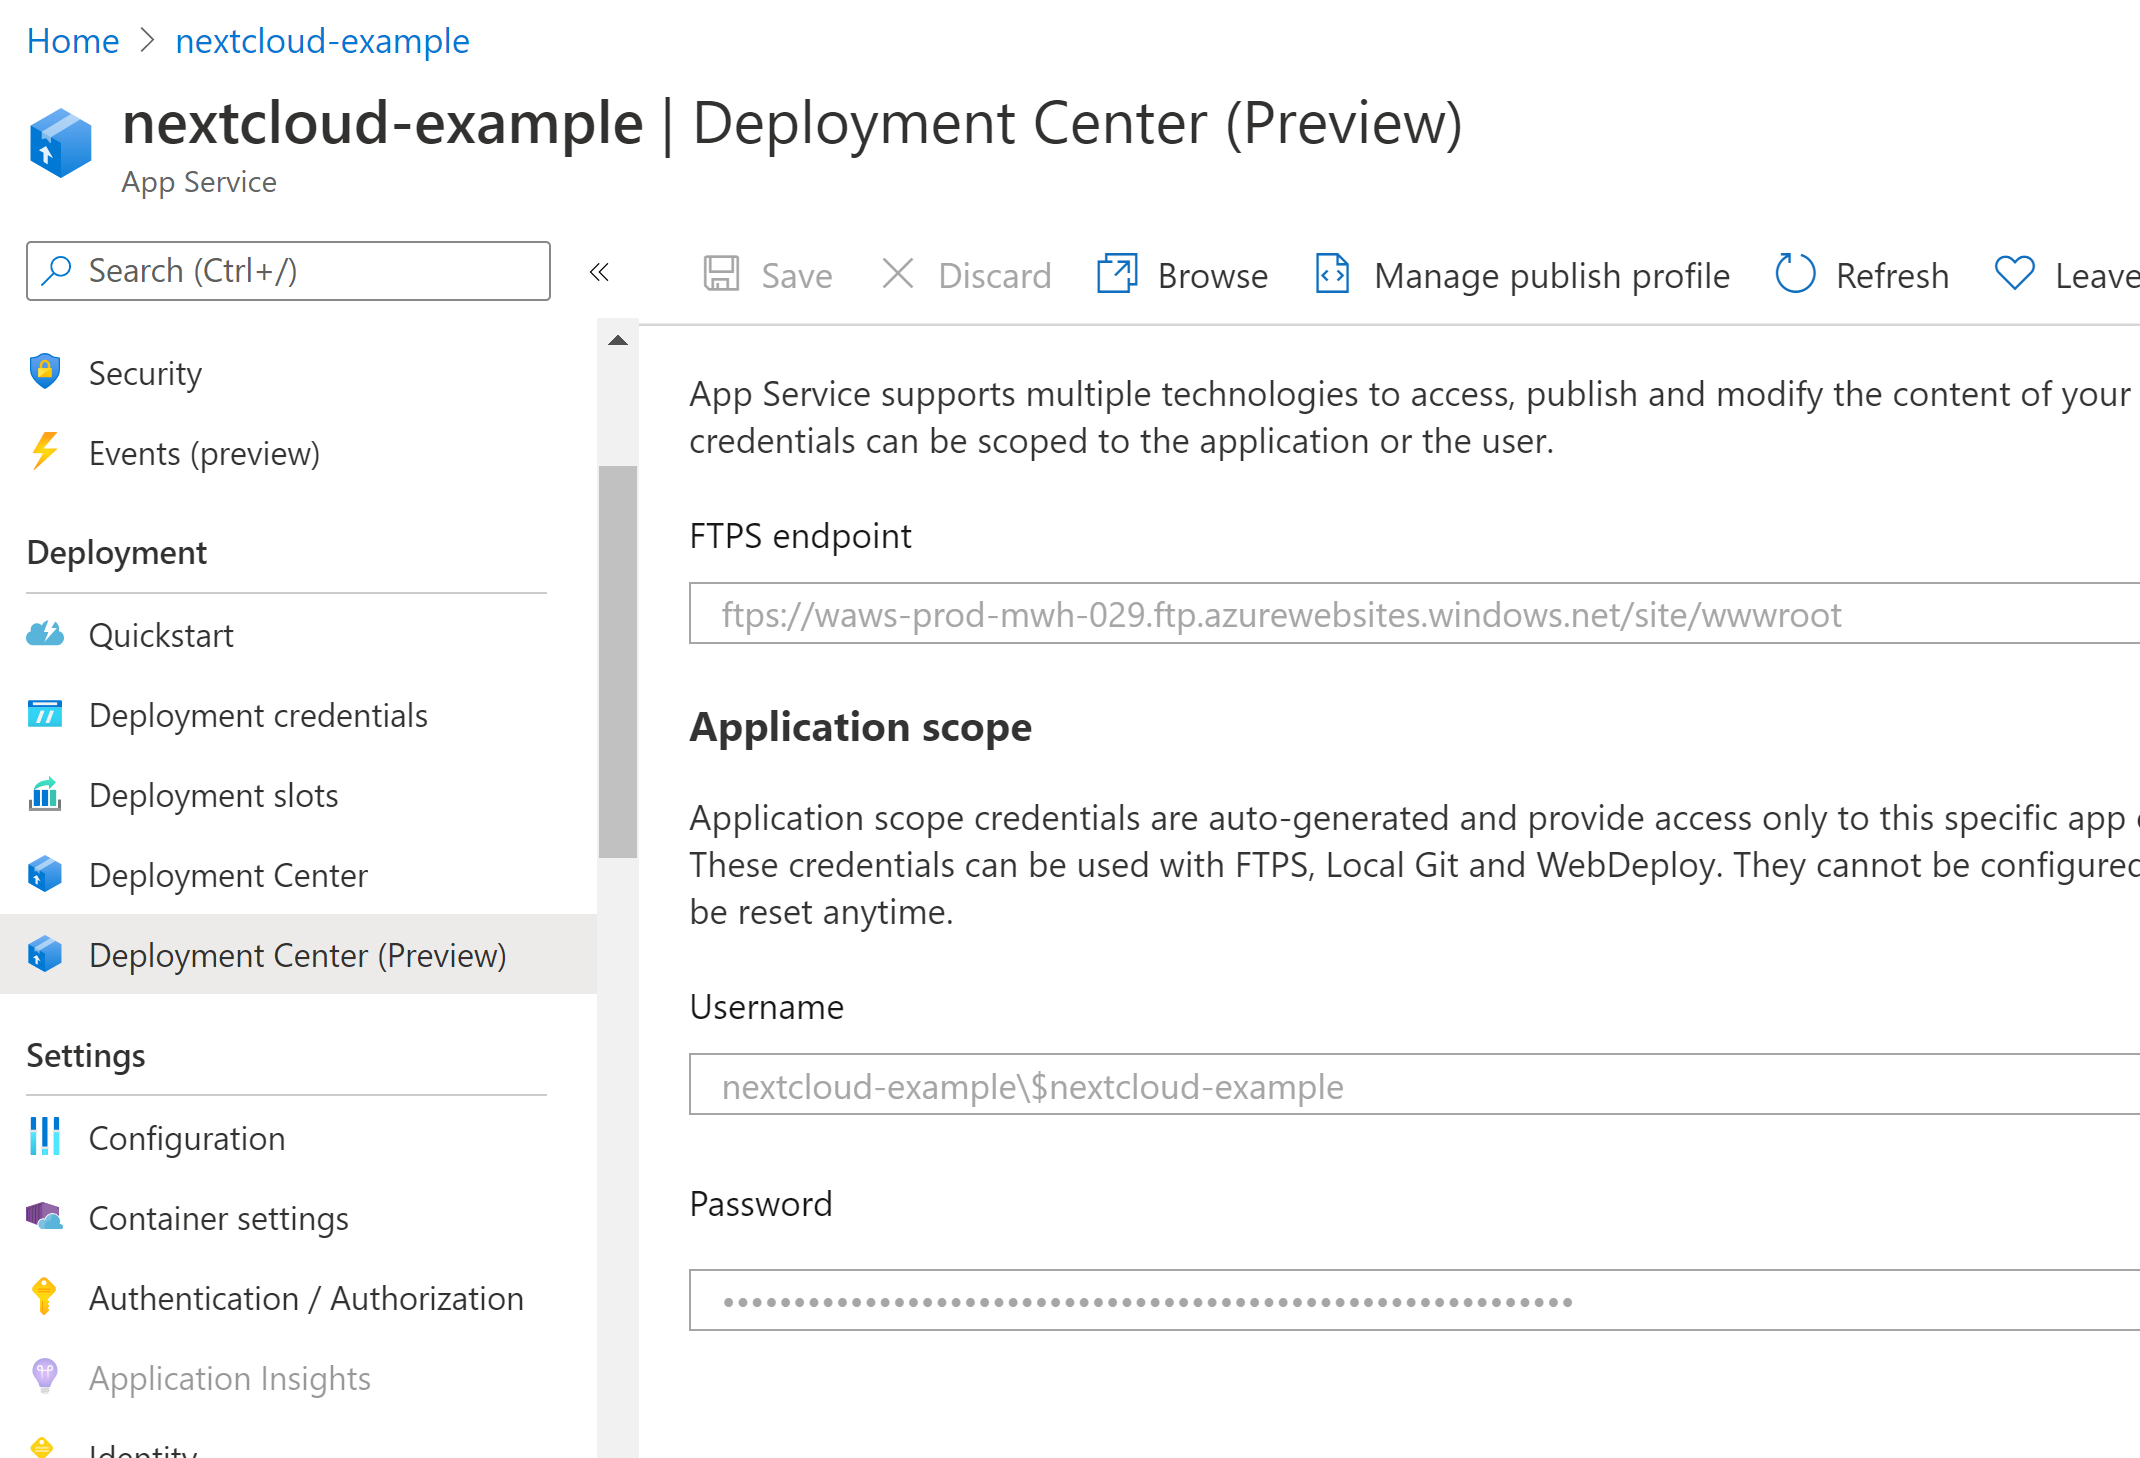 Home > nextcloud-example
nextcloud-example | Deployment Center (Preview)
App Service
Search (Ctrl+/)
«
Security
Events (preview)
Deployment
Quickstart
Deployment credentials
Deployment slots
Deployment Center
Deployment Center (Preview)
Settings
Configuration
Container settings
Authentication / Authorization
Application Insights
Identity
Save Discard Browse Manage publish profile Refresh Leave
App Service supports multiple technologies to access, publish and modify the content of your
credentials can be scoped to the application or the user.
FTPS endpoint
ftps://waws-prod-mwh-029.ftp.azurewebsites.windows.net/site/wwwroot
Application scope
Application scope credentials are auto-generated and provide access only to this specific app
These credentials can be used with FTPS, Local Git and WebDeploy. They cannot be configured
be reset anytime.
Username
nextcloud-example\$nextcloud-example
Password